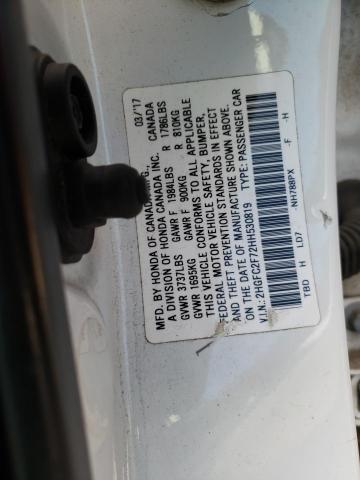 MFD. BY HONDA OF CANADA MFG., 03/'17
A DIVISION OF HONDA CANADA INC. CANADA
GVWR 3737LBS GAWR F 1984LBS R 1786LBS
GVWR 1695KG GAWR F 900KG R 810KG
THIS VEHICLE CONFORMS TO ALL APPLICABLE
FEDERAL MOTOR VEHICLE SAFETY, BUMPER,
AND THEFT PREVENTION STANDARDS IN EFFECT
ON THE DATE OF MANUFACTURE SHOWN ABOVE.
V.I.N.: 2HGFC2F72HH530819 TYPE: PASSENGER CAR
NH788PX -F -H
TBD H LD7